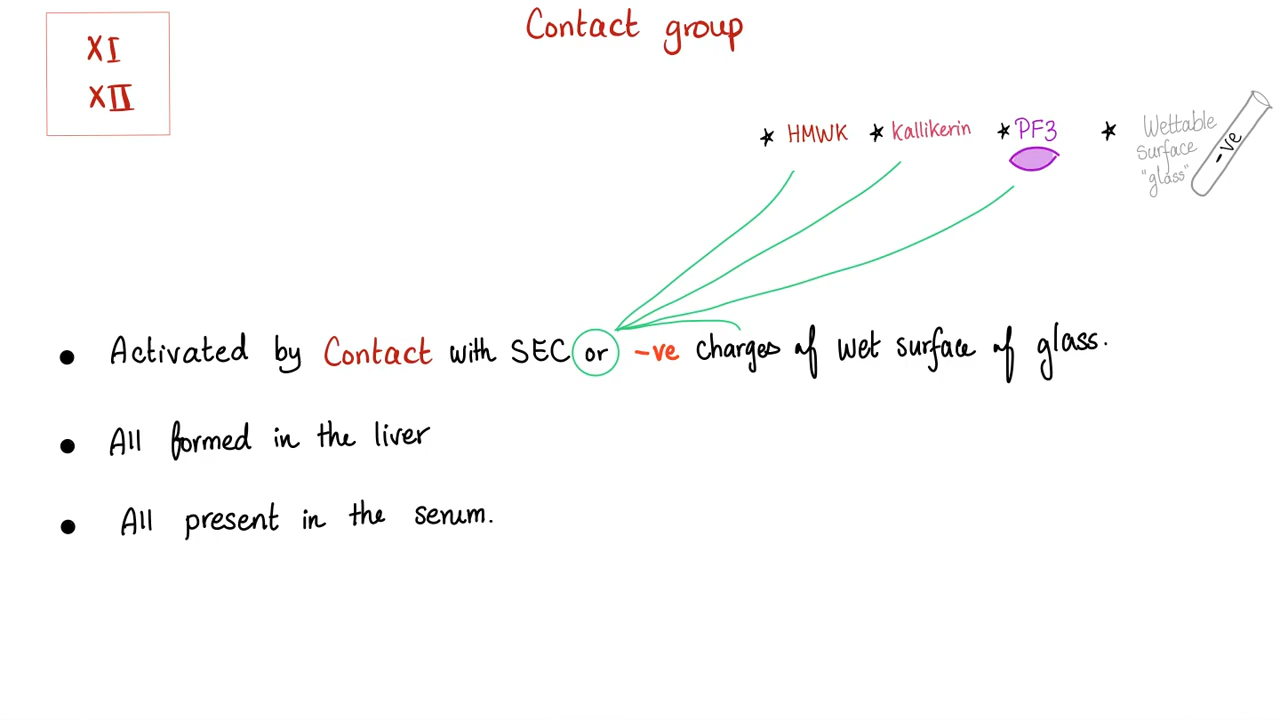 Contact group
XI
XII
★ HMWK ★ Kallikerin ★ PF3 ★ Wettable
surface
"glass"
-ve
● Activated by Contact with SEC or -ve charges of wet surface of glass.
● All formed in the liver
● All present in the serum.